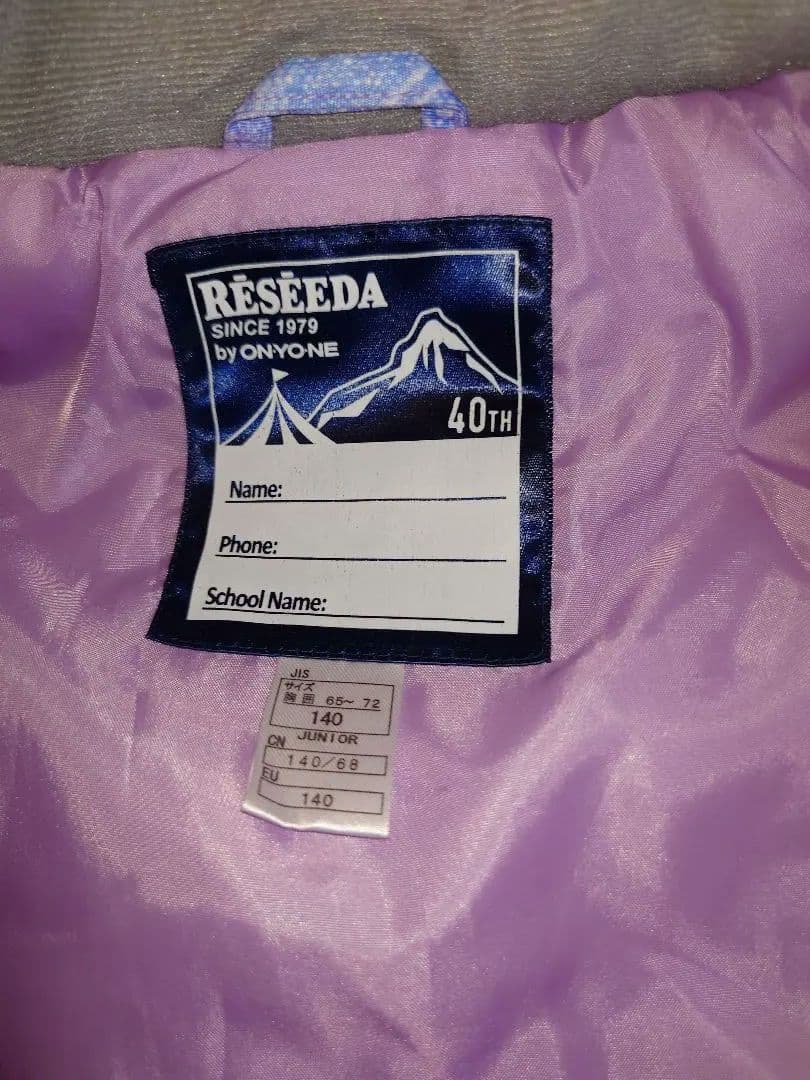 RĒSĒEDA
SINCE 1979
by ON•YO•NE
40TH
Name:
Phone:
School Name:
JIS
サイズ
胸囲 65~ 72
140
JUNIOR
CN
140/68
EU
140